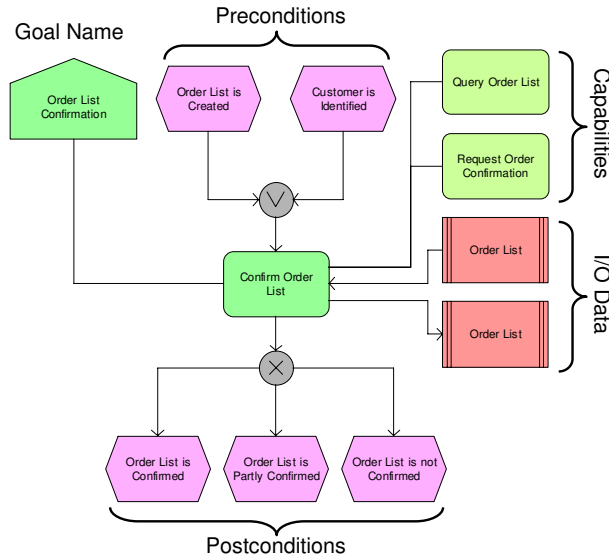 Preconditions
Goal Name
Order List
Confirmation
Order List is
Created
Customer is
Identified
Query Order List
Request Order
Confirmation
Capabilities
Confirm Order
List
Order List
Order List
I/O Data
Order List is
Confirmed
Order List is
Partly Confirmed
Order List is not
Confirmed
Postconditions